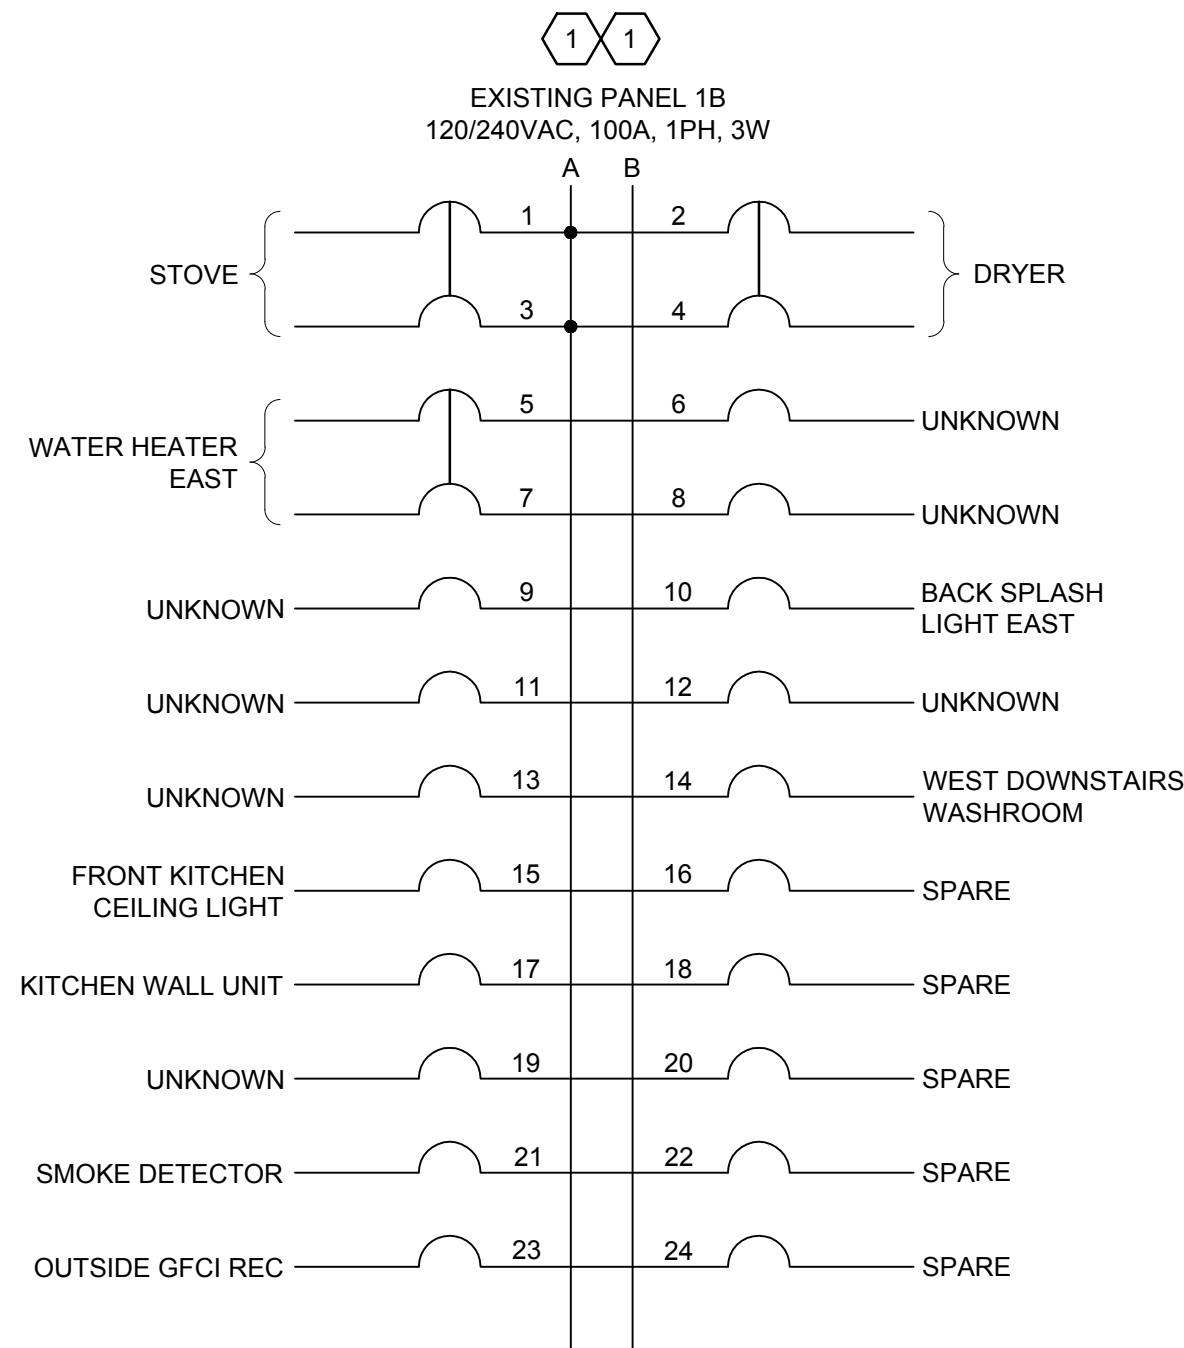 1 1
EXISTING PANEL 1B
120/240VAC, 100A, 1PH, 3W
A B
1 2
STOVE
DRYER
3 4
5 6
UNKNOWN
WATER HEATER
EAST
7 8
UNKNOWN
UNKNOWN
9 10
BACK SPLASH
LIGHT EAST
UNKNOWN
11 12
UNKNOWN
UNKNOWN
13 14
WEST DOWNSTAIRS
WASHROOM
FRONT KITCHEN
CEILING LIGHT
15 16
SPARE
KITCHEN WALL UNIT
17 18
SPARE
UNKNOWN
19 20
SPARE
SMOKE DETECTOR
21 22
SPARE
OUTSIDE GFCI REC
23 24
SPARE